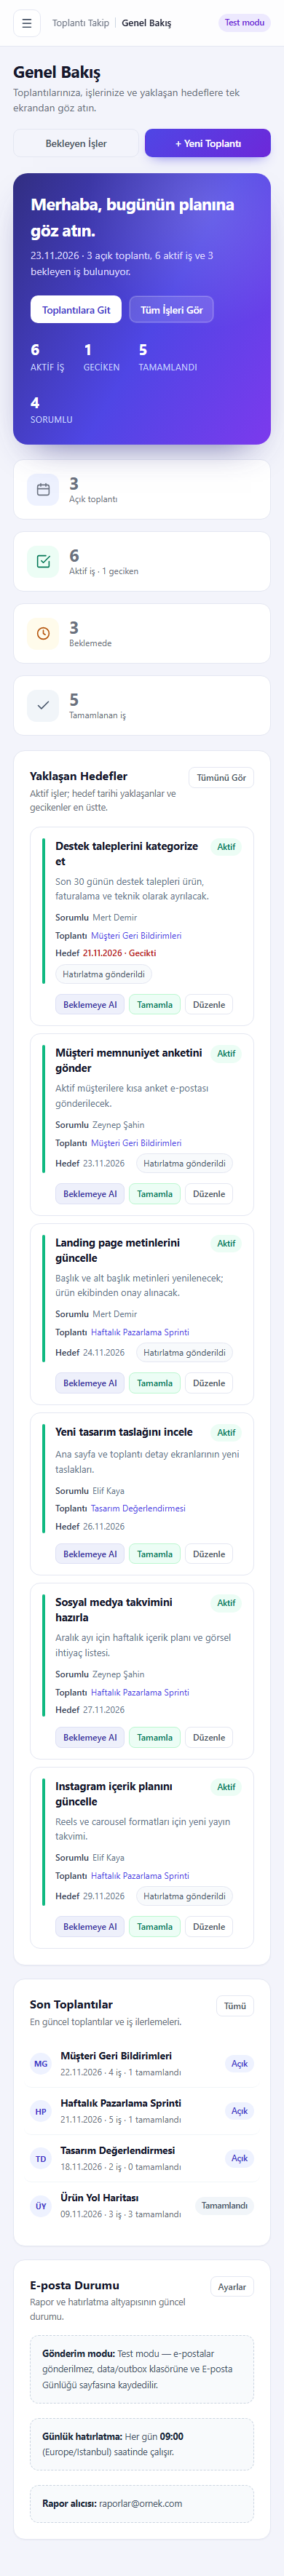 Toplantı Takip | Genel Bakış
Test modu
Genel Bakış
Toplantılarınıza, işlerinize ve yaklaşan hedeflere tek
ekrandan göz atın.
Bekleyen İşler
+ Yeni Toplantı
Merhaba, bugünün planına
göz atın.
23.11.2026 · 3 açık toplantı, 6 aktif iş ve 3
bekleyen iş bulunuyor.
Toplantılara Git
Tüm İşleri Gör
6
AKTİF İŞ
1
GECİKEN
5
TAMAMLANDI
4
SORUMLU
3
Açık toplantı
6
Aktif iş · 1 geciken
3
Beklemede
5
Tamamlanan iş
Yaklaşan Hedefler
Tümünü Gör
Aktif işler; hedef tarihi yaklaşanlar ve
gecikenler en üstte.
Destek taleplerini kategorize
et
Aktif
Son 30 günün destek talepleri ürün,
faturalama ve teknik olarak ayrılacak.
Sorumlu Mert Demir
Toplantı Müşteri Geri Bildirimleri
Hedef 21.11.2026 · Gecikti
Hatırlatma gönderildi
Beklemeye Al
Tamamla
Düzenle
Müşteri memnuniyet anketini
gönder
Aktif
Aktif müşterilere kısa anket e-postası
gönderilecek.
Sorumlu Zeynep Şahin
Toplantı Müşteri Geri Bildirimleri
Hedef 23.11.2026 Hatırlatma gönderildi
Beklemeye Al
Tamamla
Düzenle
Landing page metinlerini
güncelle
Aktif
Başlık ve alt başlık metinleri yenilenecek;
ürün ekibinden onay alınacak.
Sorumlu Mert Demir
Toplantı Haftalık Pazarlama Sprinti
Hedef 24.11.2026 Hatırlatma gönderildi
Beklemeye Al
Tamamla
Düzenle
Yeni tasarım taslağını incele
Aktif
Ana sayfa ve toplantı detay ekranlarının yeni
taslakları.
Sorumlu Elif Kaya
Toplantı Tasarım Değerlendirmesi
Hedef 26.11.2026
Beklemeye Al
Tamamla
Düzenle
Sosyal medya takvimini
hazırla
Aktif
Aralık ayı için haftalık içerik planı ve görsel
ihtiyaç listesi.
Sorumlu Zeynep Şahin
Toplantı Haftalık Pazarlama Sprinti
Hedef 27.11.2026
Beklemeye Al
Tamamla
Düzenle
Instagram içerik planını
güncelle
Aktif
Reels ve carousel formatları için yeni yayın
takvimi.
Sorumlu Elif Kaya
Toplantı Haftalık Pazarlama Sprinti
Hedef 29.11.2026 Hatırlatma gönderildi
Beklemeye Al
Tamamla
Düzenle
Son Toplantılar
Tümü
En güncel toplantılar ve iş ilerlemeleri.
MG
Müşteri Geri Bildirimleri
22.11.2026 · 4 iş · 1 tamamlandı
Açık
HP
Haftalık Pazarlama Sprinti
21.11.2026 · 5 iş · 1 tamamlandı
Açık
TD
Tasarım Değerlendirmesi
18.11.2026 · 2 iş · 0 tamamlandı
Açık
ÜY
Ürün Yol Haritası
09.11.2026 · 3 iş · 3 tamamlandı
Tamamlandı
E-posta Durumu
Ayarlar
Rapor ve hatırlatma altyapısının güncel
durumu.
Gönderim modu: Test modu — e-postalar
gönderilmez, data/outbox klasörüne ve E-posta
Günlüğü sayfasına kaydedilir.
Günlük hatırlatma: Her gün 09:00
(Europe/Istanbul) saatinde çalışır.
Rapor alıcısı: raporlar@ornek.com